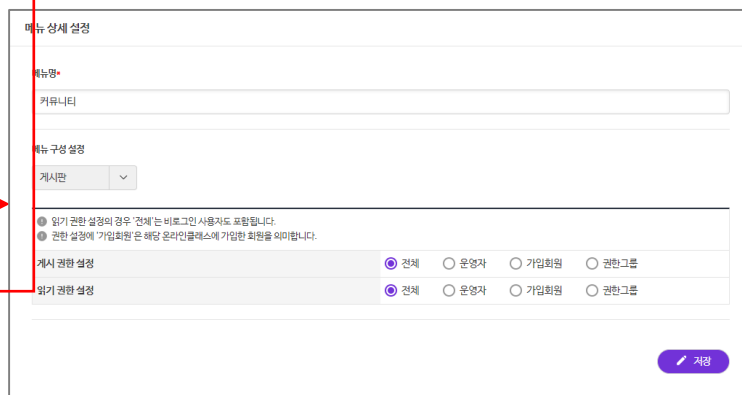 메뉴 상세 설정
메뉴명•
커뮤니티
메뉴 구성 설정
게시판
읽기 권한 설정의 경우 '전체'는 비로그인 사용자도 포함됩니다.
권한 설정에 '가입회원'은 해당 온라인클래스에 가입한 회원을 의미합니다.
게시 권한 설정 전체 운영자 가입회원 권한그룹
읽기 권한 설정 전체 운영자 가입회원 권한그룹
저장